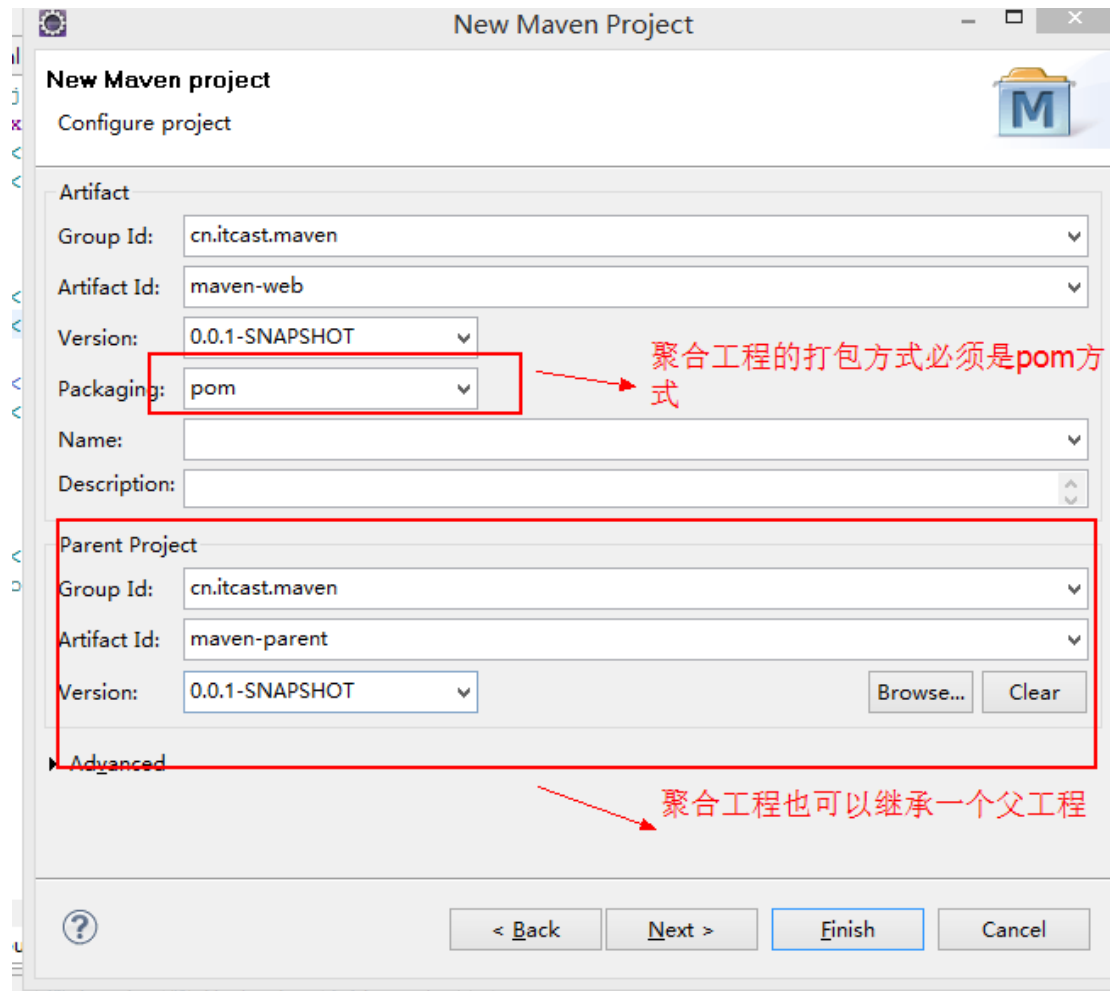 New Maven Project
New Maven project
Configure project
M
Artifact
Group Id: cn.itcast.maven
Artifact Id: maven-web
Version: 0.0.1-SNAPSHOT
Packaging: pom
聚合工程的打包方式必须是pom方
式
Name:
Description:
Parent Project
Group Id: cn.itcast.maven
Artifact Id: maven-parent
Version: 0.0.1-SNAPSHOT Browse... Clear
Advanced
聚合工程也可以继承一个父工程
? < Back Next > Finish Cancel